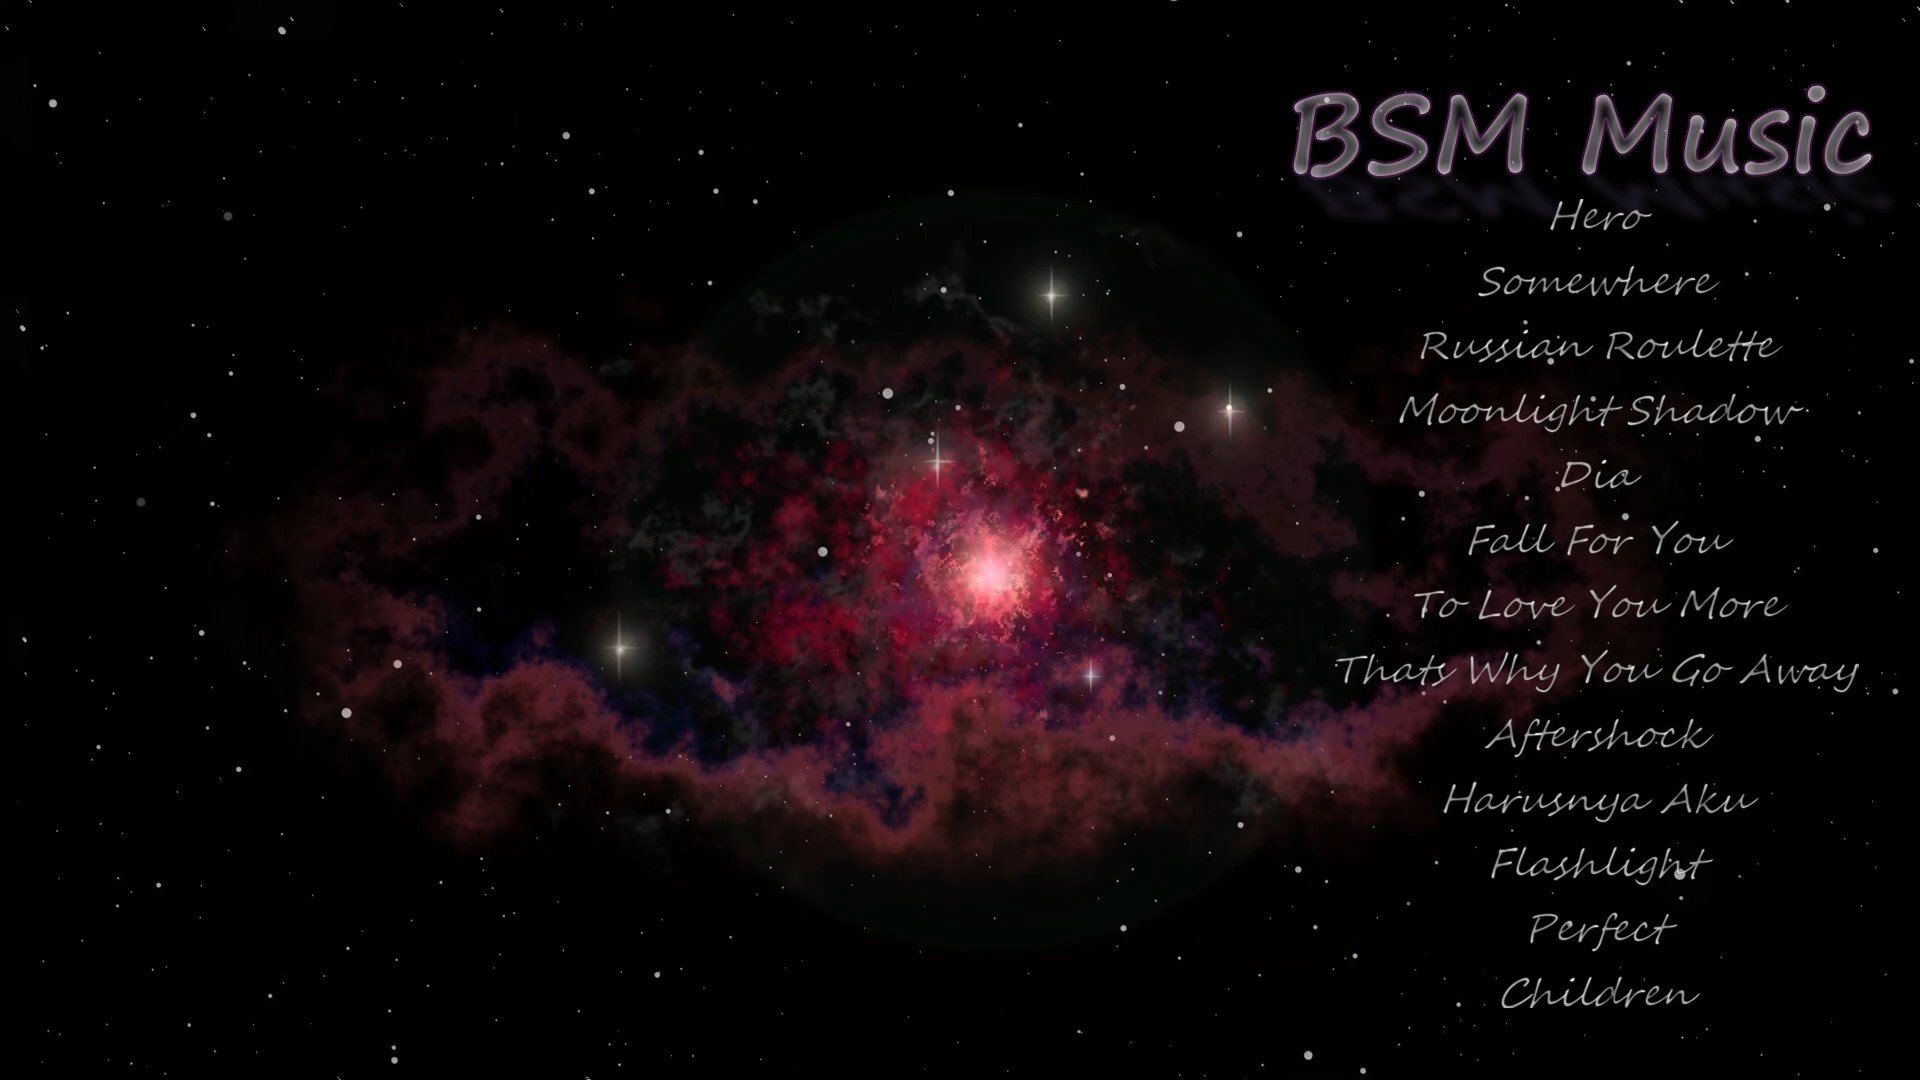 BSM Music
Hero
Somewhere
Russian Roulette
Moonlight Shadow
Dia
Fall For You
To Love You More
Thats Why You Go Away
Aftershock
Harusnya Aku
Flashlight
Perfect
Children